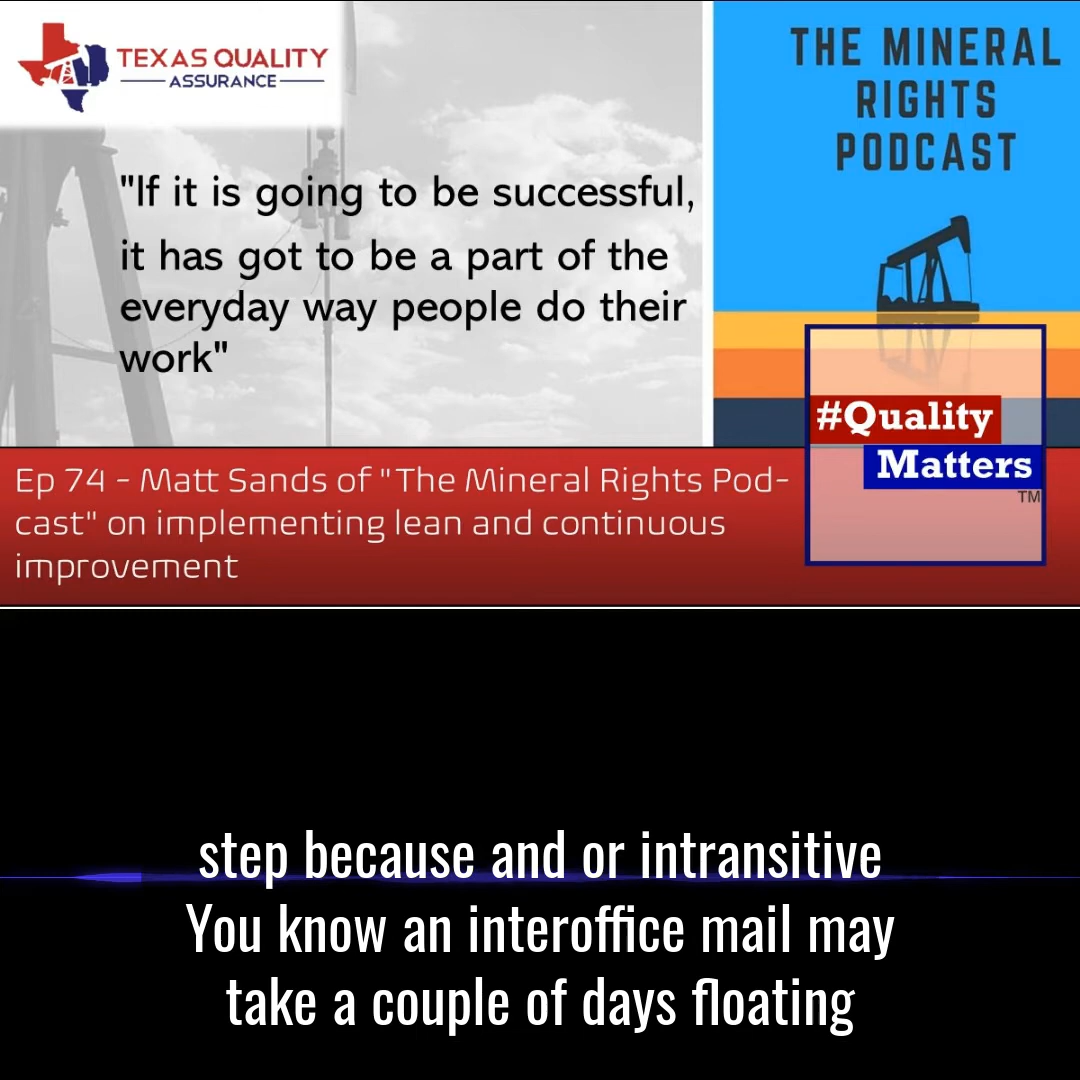 TEXAS QUALITY
ASSURANCE
THE MINERAL
RIGHTS
PODCAST
"If it is going to be successful,
it has got to be a part of the
everyday way people do their
work"
#Quality
Matters
TM
Ep 74 - Matt Sands of "The Mineral Rights Pod-
cast" on implementing lean and continuous
improvement
step because and or intransitive
You know an interoffice mail may
take a couple of days floating